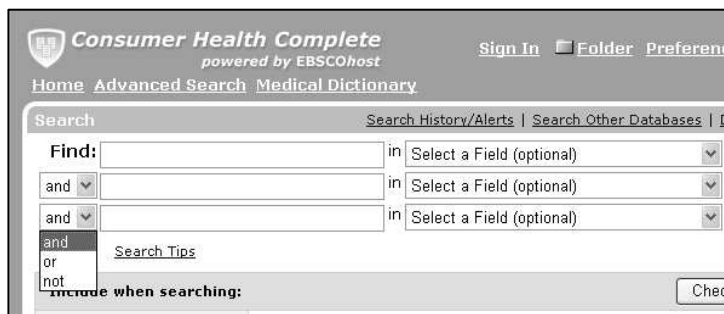 Consumer Health Complete
powered by EBSCOhost
Sign In Folder
Home Advanced Search Medical Dictionary
Search Search History/Alerts | Search Other Databases |
Find: in Select a Field (optional)
and in Select a Field (optional)
and in Select a Field (optional)
and
Search Tips
or
not
Include when searching: